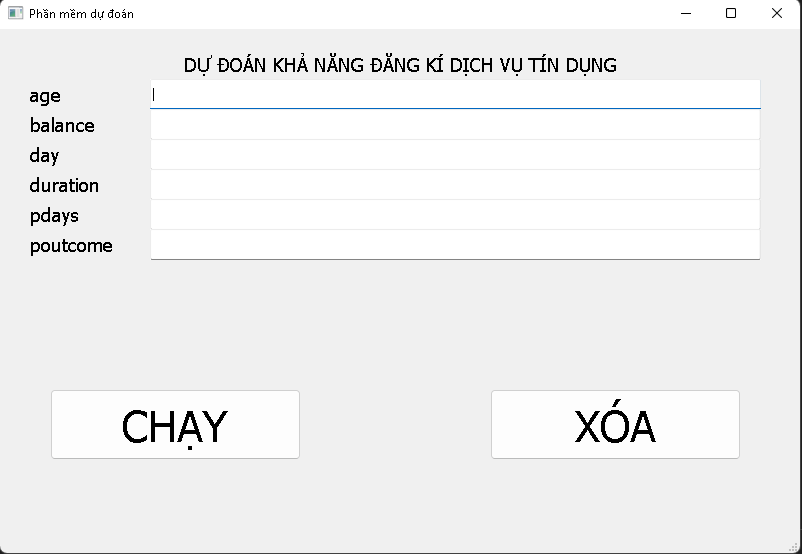 Phần mềm dự đoán
DỰ ĐOÁN KHẢ NĂNG ĐĂNG KÍ DỊCH VỤ TÍN DỤNG
age
balance
day
duration
pdays
poutcome
CHẠY
XÓA